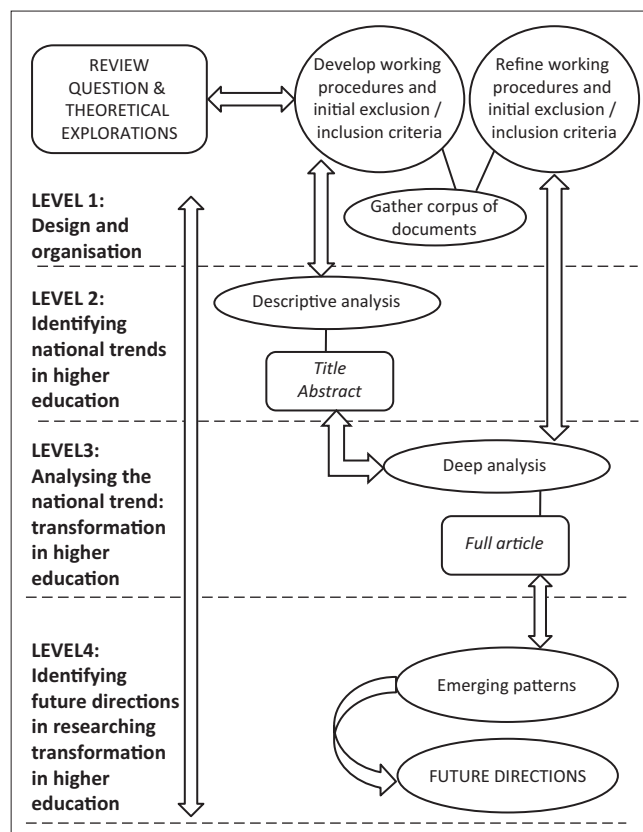 REVIEW
QUESTION &
THEORETICAL
EXPLORATIONS
Develop working
procedures and
initial exclusion /
inclusion criteria
Refine working
procedures and
initial exclusion /
inclusion criteria
Gather corpus of
documents
LEVEL 1:
Design and
organisation
LEVEL 2:
Identifying
national trends
in higher
education
Descriptive analysis
Title
Abstract
LEVEL3:
Analysing the
national trend:
transformation
in higher
education
Deep analysis
Full article
LEVEL4:
Identifying
future directions
in researching
transformation
in higher
education
Emerging patterns
FUTURE DIRECTIONS